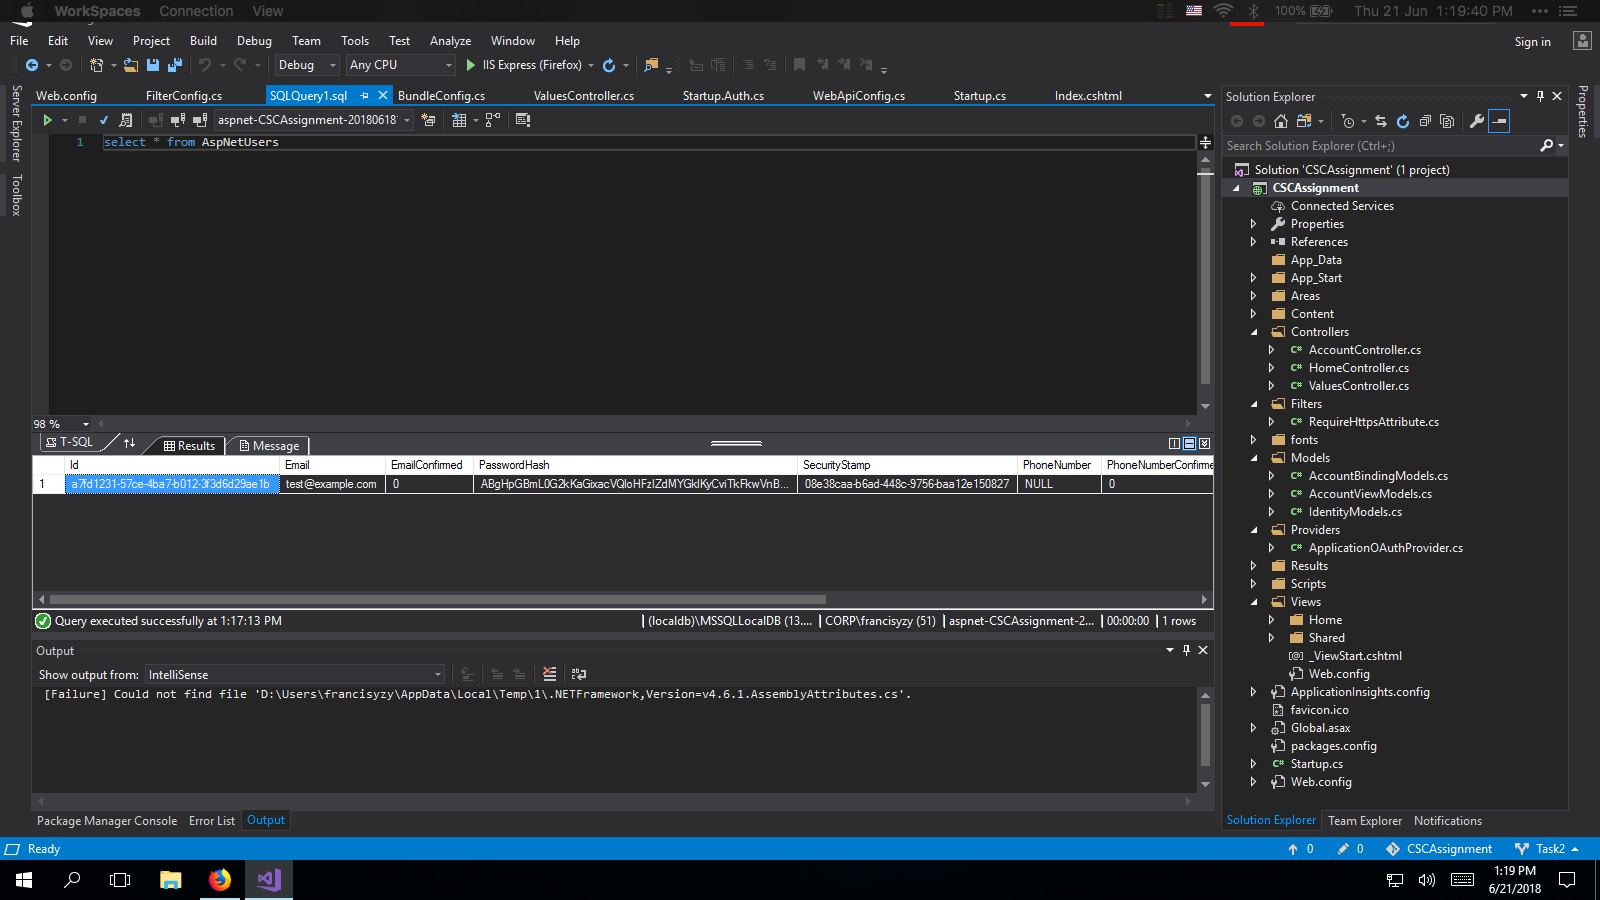 WorkSpaces Connection View 100% Thu 21 Jun 1:19:40 PM
File Edit View Project Build Debug Team Tools Test Analyze Window Help Sign in
Debug Any CPU IIS Express (Firefox)
Server Explorer
Toolbox
Web.config FilterConfig.cs SQLQuery1.sql BundleConfig.cs ValuesController.cs Startup.Auth.cs WebApiConfig.cs Startup.cs Index.cshtml
aspnet-CSCAssignment-20180618
1 select * from AspNetUsers
98 %
T-SQL Results Message
Id Email EmailConfirmed PasswordHash SecurityStamp PhoneNumber PhoneNumberConfirme
1 a7fd1231-57ce-4ba7-b012-3f3d6d29ae1b test@example.com 0 08e38caa-b6ad-448c-9756-baa12e150827 NULL 0
Query executed successfully at 1:17:13 PM (localdb)\MSSQLLocalDB (13.... CORP\francisyzy (51) aspnet-CSCAssignment-2... 00:00:00 1 rows
Output
Show output from: IntelliSense
[Failure] Could not find file 'D:\Users\francisyzy\AppData\Local\Temp\1\.NETFramework,Version=v4.6.1.AssemblyAttributes.cs'.
Package Manager Console Error List Output
Solution Explorer
Search Solution Explorer (Ctrl+;)
Solution 'CSCAssignment' (1 project)
CSCAssignment
Connected Services
Properties
References
App_Data
App_Start
Areas
Content
Controllers
C# AccountController.cs
C# HomeController.cs
C# ValuesController.cs
Filters
C# RequireHttpsAttribute.cs
fonts
Models
C# AccountBindingModels.cs
C# AccountViewModels.cs
C# IdentityModels.cs
Providers
C# ApplicationOAuthProvider.cs
Results
Scripts
Views
Home
Shared
[@] _ViewStart.cshtml
Web.config
ApplicationInsights.config
favicon.ico
Global.asax
packages.config
C# Startup.cs
Web.config
Solution Explorer Team Explorer Notifications
Properties
Ready 0 0 CSCAssignment Task2
1:19 PM
6/21/2018